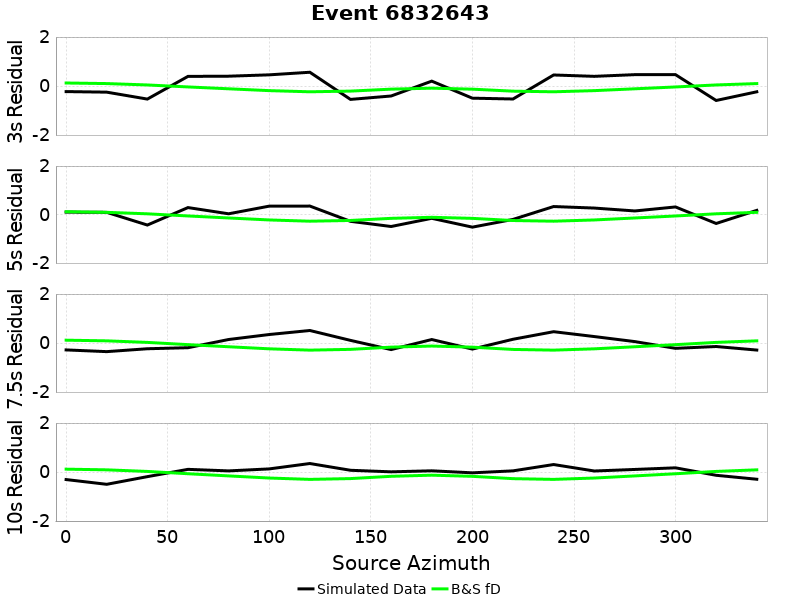 Event 6832643
3s Residual
2
0
-2
5s Residual
2
0
-2
7.5s Residual
2
0
-2
10s Residual
2
0
-2
0 50 100 150 200 250 300
Source Azimuth
Simulated Data B&S fD